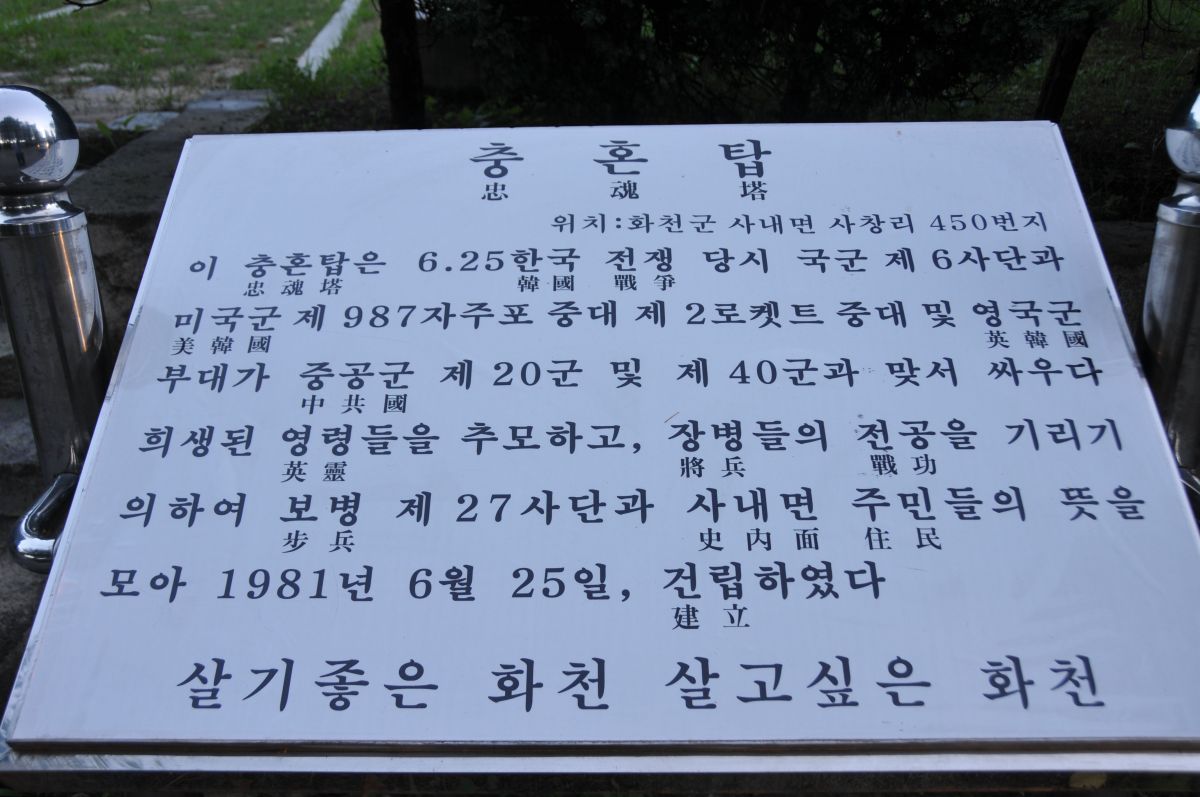 충 혼 탑
忠 魂 塔
위치:화천군 사내면 사창리 450번지
이 충혼탑은 6.25한국 전쟁 당시 국군 제 6사단과
忠魂塔 韓國 戰爭
미국군 제 987자주포 중대 제 2로켓트 중대 및 영국군
美韓國 英韓國
부대가 중공군 제 20군 및 제 40군과 맞서 싸우다
中共國
희생된 영령들을 추모하고, 장병들의 전공을 기리기
英靈 將兵 戰功
의하여 보병 제 27사단과 사내면 주민들의 뜻을
步兵 史內面 住民
모아 1981년 6월 25일, 건립하였다
建立
살기좋은 화천 살고싶은 화천